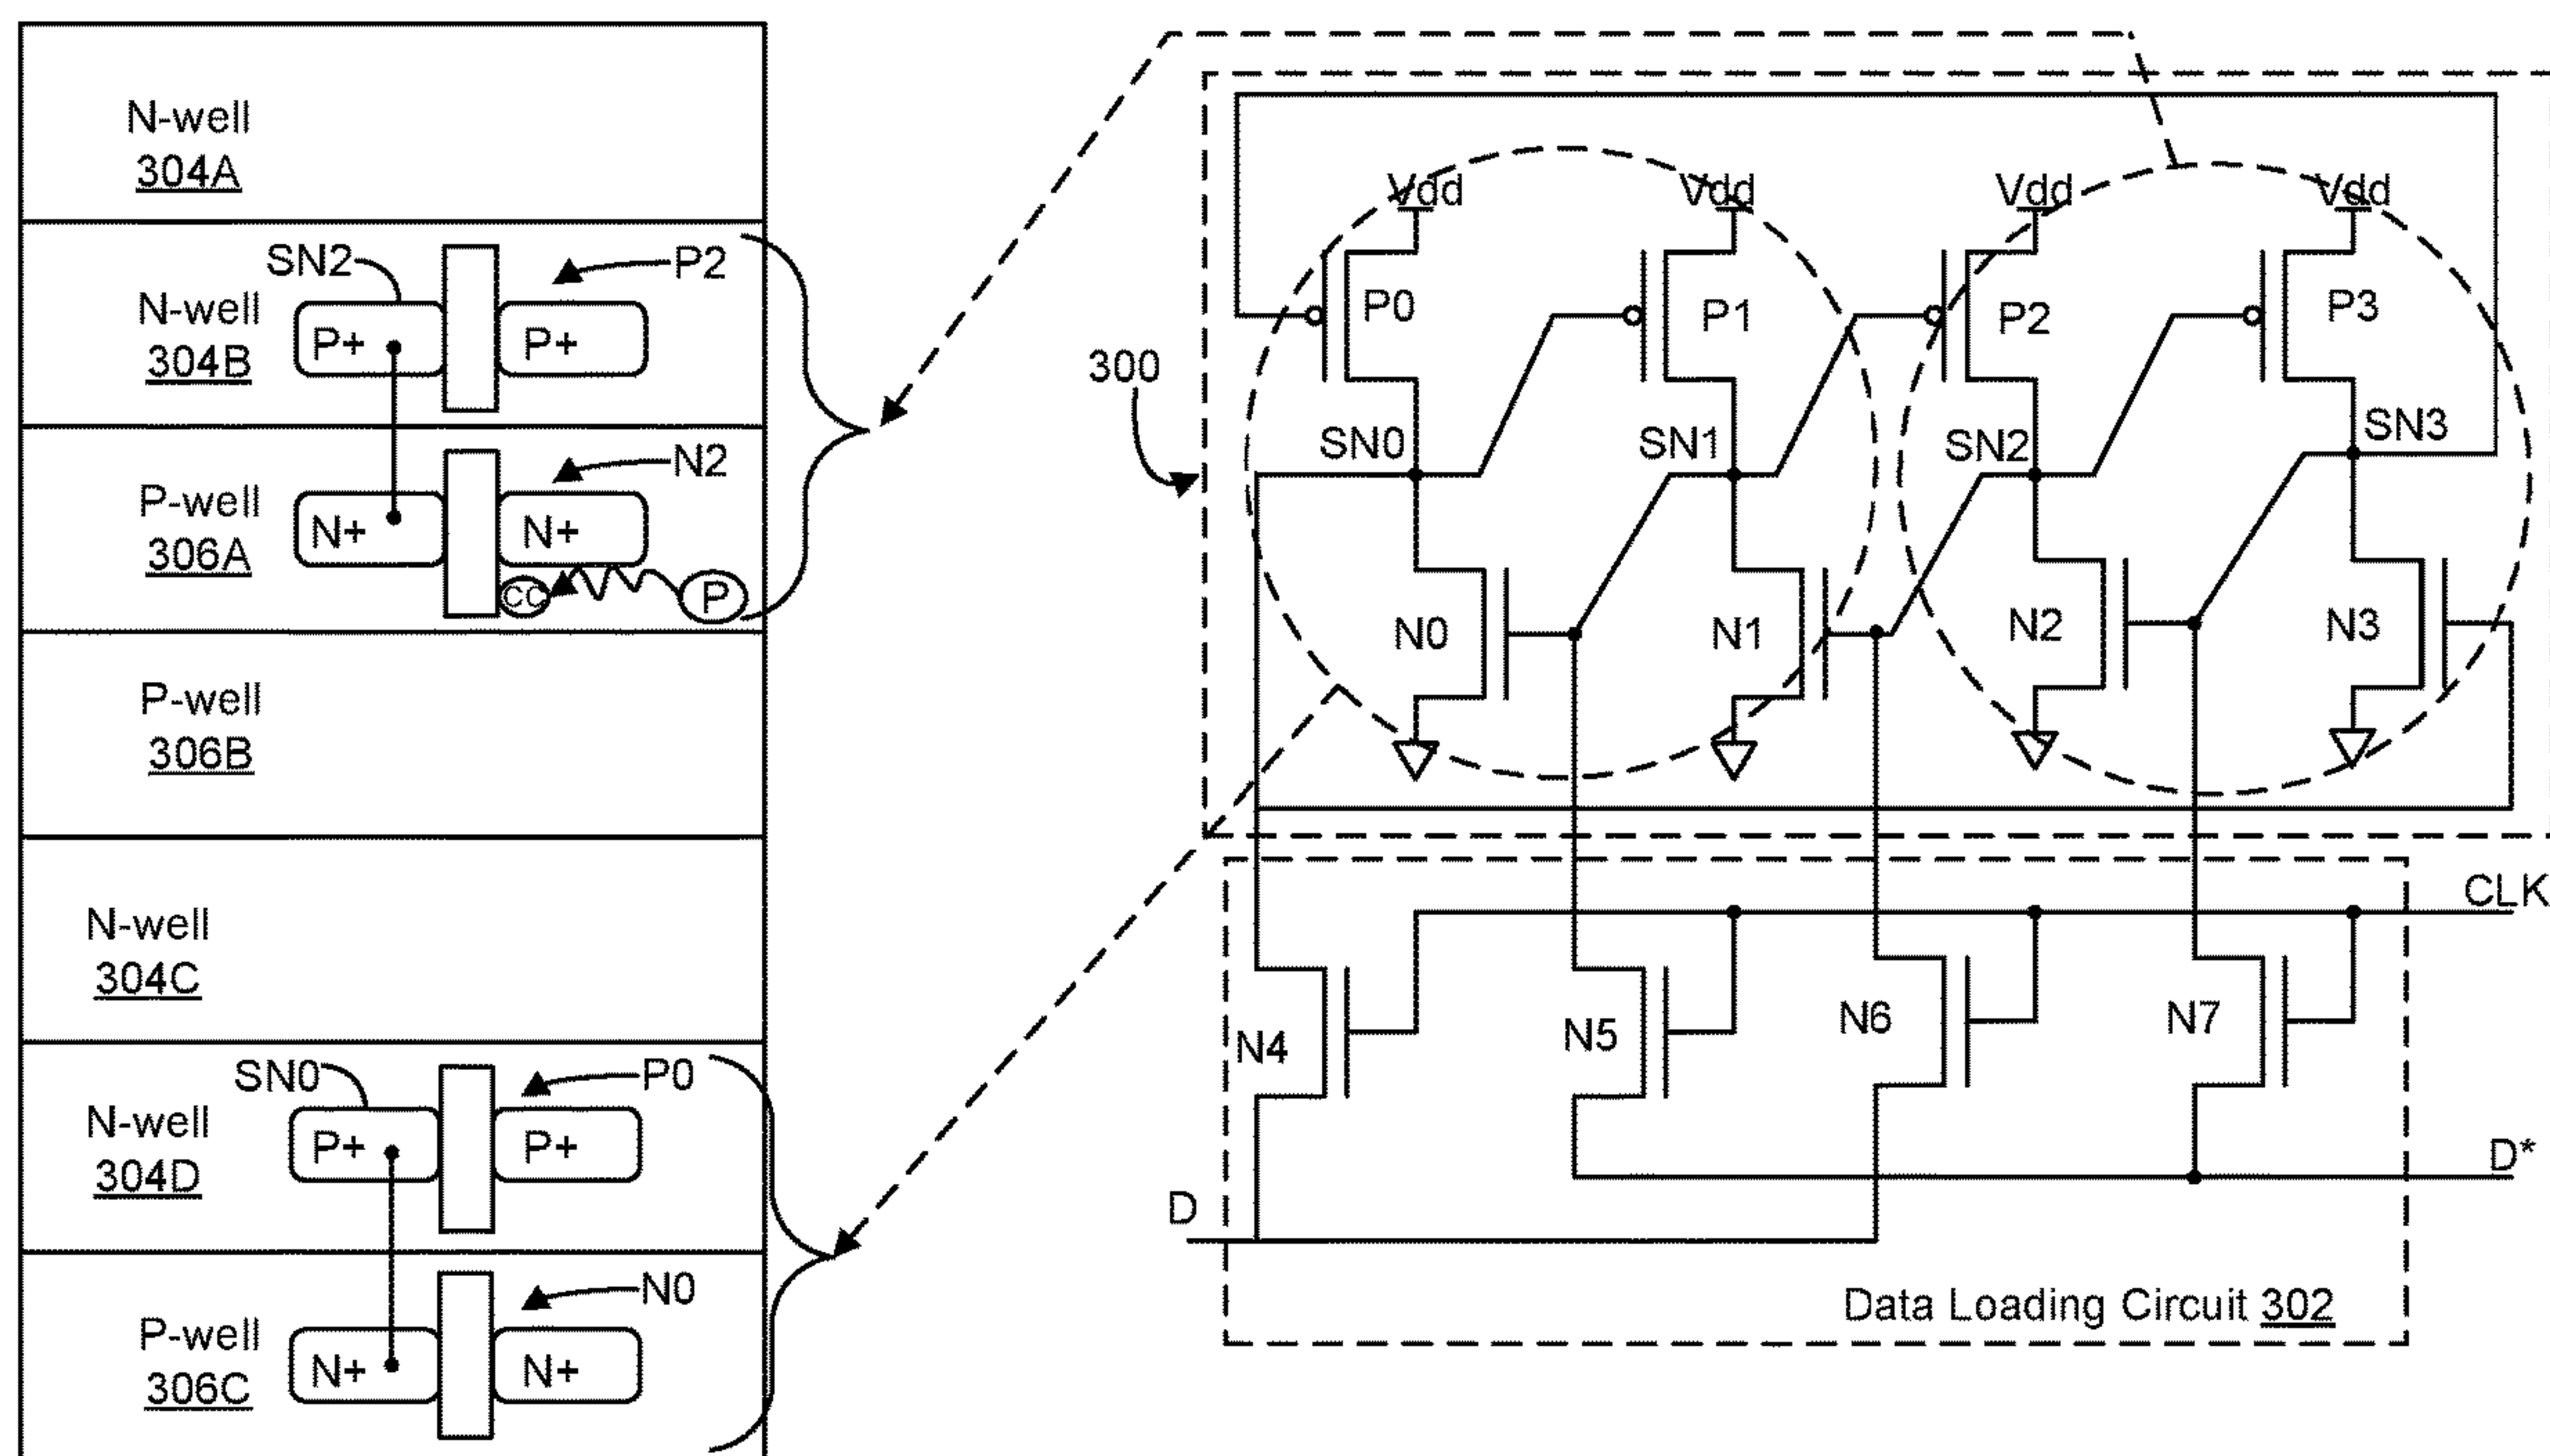 N-well
304A
SN2
P2
N-well
304B
P+
P+
N2
P-well
306A
N+
N+
CC
P
P-well
306B
N-well
304C
SN0
P0
N-well
304D
P+
P+
N0
P-well
306C
N+
N+
300
Vdd
Vdd
Vdd
Vdd
P0
P1
P2
P3
SN0
SN1
SN2
SN3
N0
N1
N2
N3
CLK
N4
N5
N6
N7
D*
D
Data Loading Circuit 302